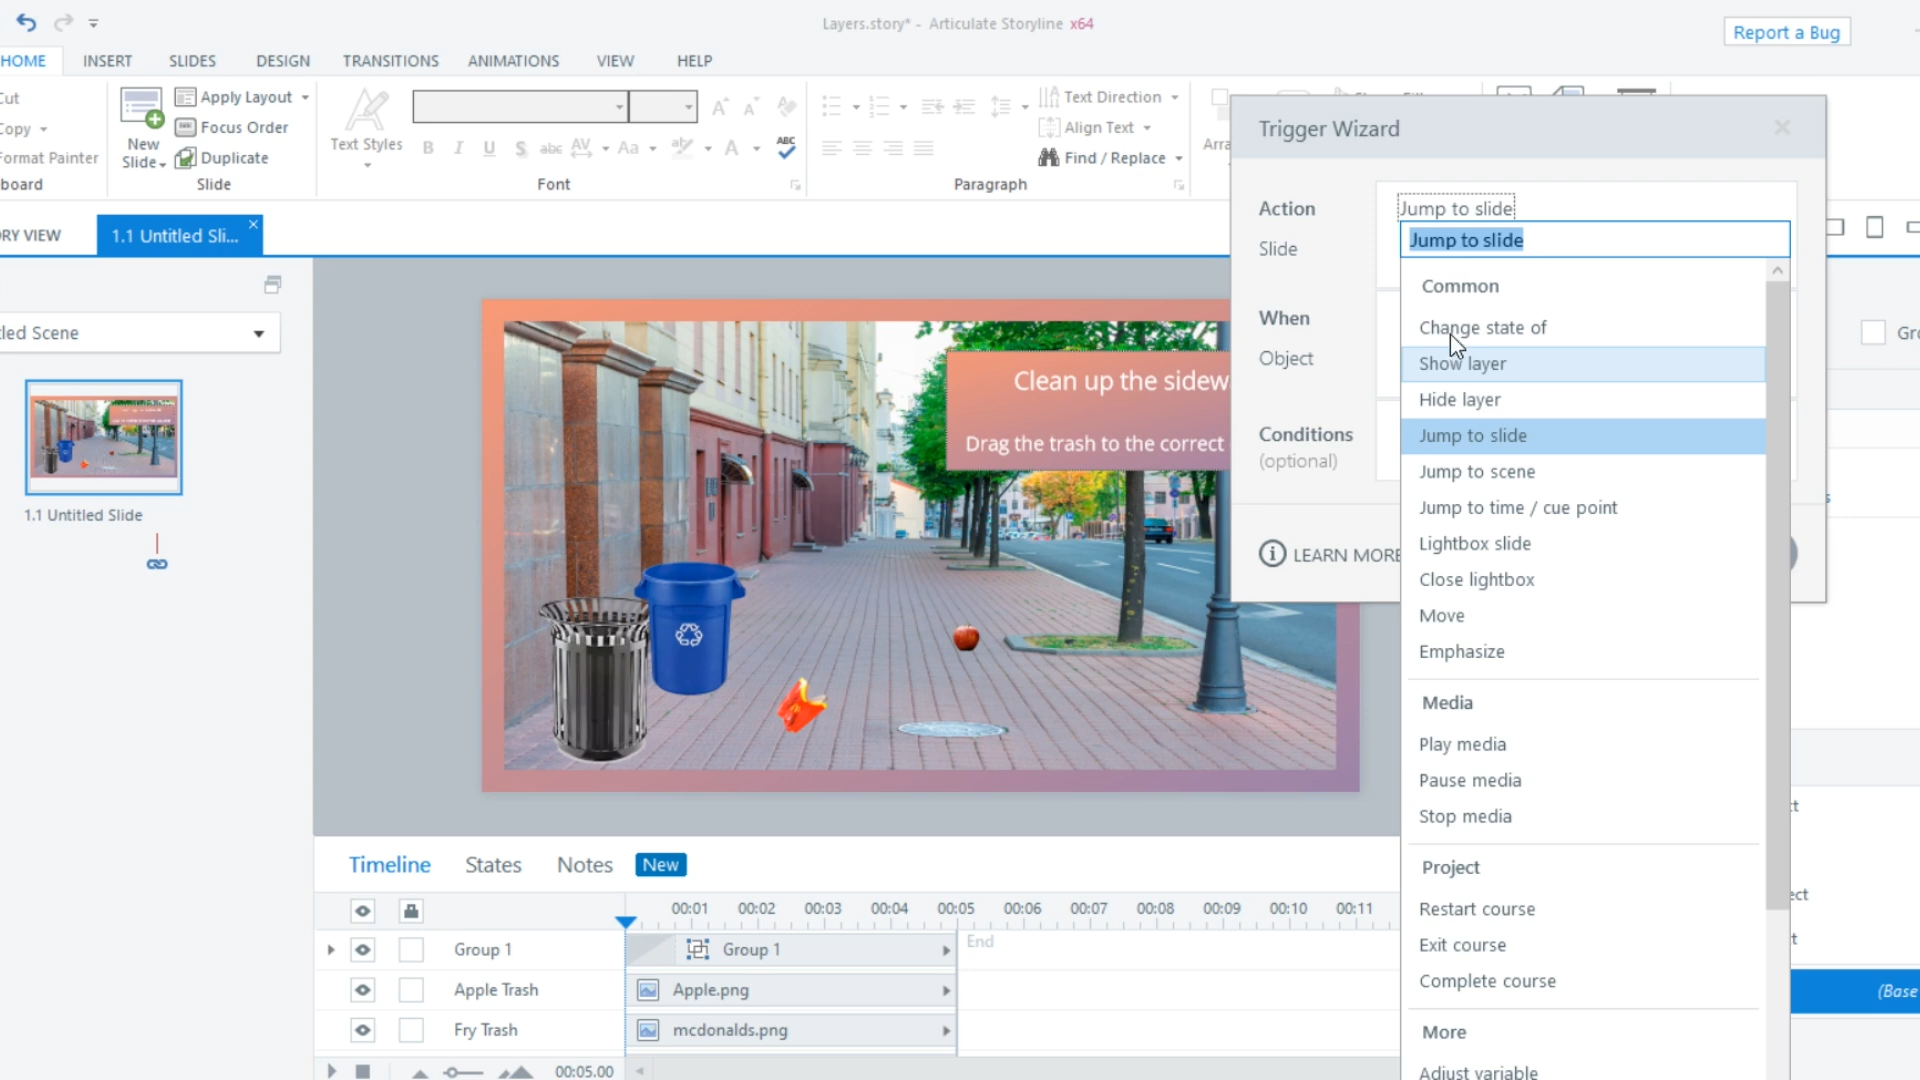 Layers.story* - Articulate Storyline x64
Report a Bug
HOME INSERT SLIDES DESIGN TRANSITIONS ANIMATIONS VIEW HELP
Cut
Copy
Format Painter
board
New
Slide
Apply Layout
Focus Order
Duplicate
Slide
Text Styles
B I U S abc AV Aa A ABC
Font
Text Direction
Align Text
Find / Replace
Paragraph
Arra
RY VIEW
1.1 Untitled Sli...
led Scene
1.1 Untitled Slide
Clean up the sidew
Drag the trash to the correct
Trigger Wizard
Action
Jump to slide
Jump to slide
Slide
When
Object
Conditions
(optional)
LEARN MORE
Common
Change state of
Show layer
Hide layer
Jump to slide
Jump to scene
Jump to time / cue point
Lightbox slide
Close lightbox
Move
Emphasize
Media
Play media
Pause media
Stop media
Project
Restart course
Exit course
Complete course
More
Adjust variable
Gro
(Base
Timeline States Notes New
00:01 00:02 00:03 00:04 00:05 00:06 00:07 00:08 00:09 00:10 00:11
Group 1 Group 1 End
Apple Trash Apple.png
Fry Trash mcdonalds.png
00:05.00